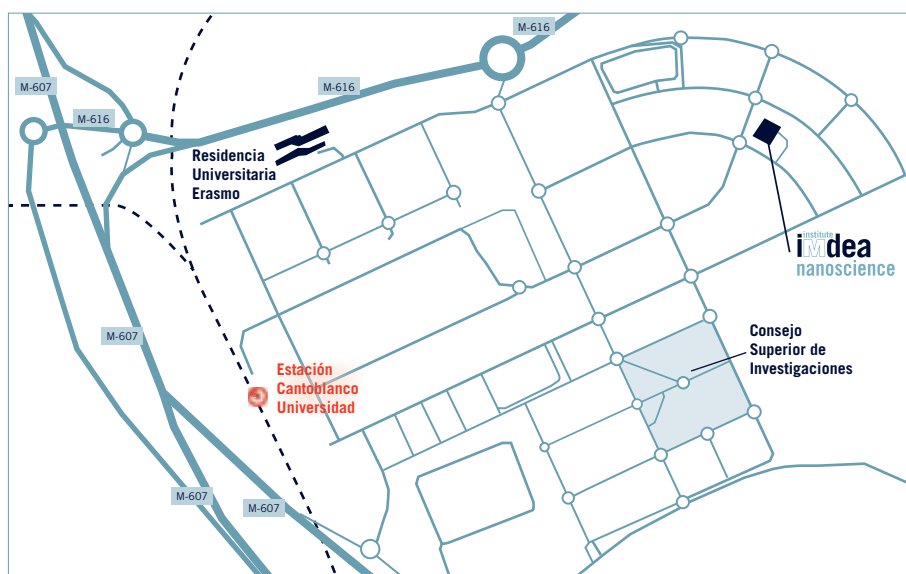 M-616
M-607
M-616
M-616
Residencia
Universitaria
Erasmo
institute
iMdea
nanoscience
M-607
Consejo
Superior de
Investigaciones
Estación
Cantoblanco
Universidad
M-607
M-607